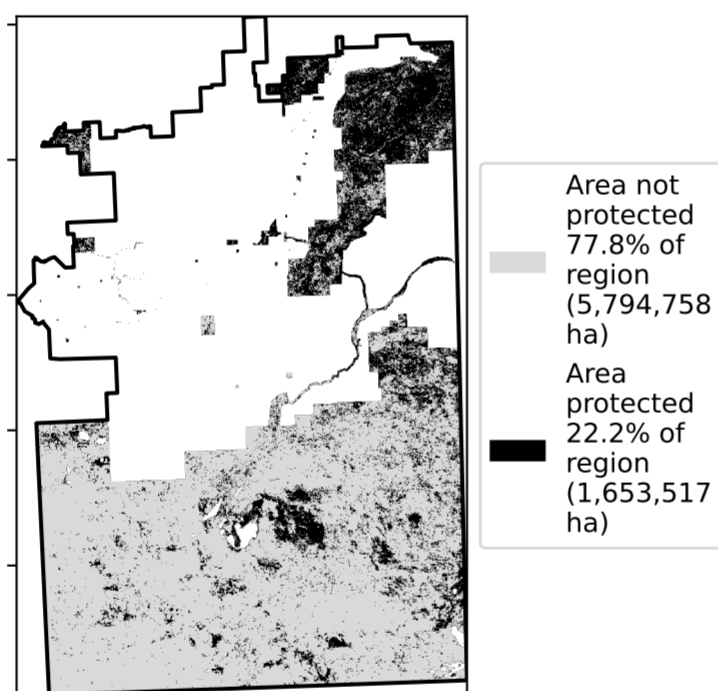 Area not
protected
77.8% of
region
(5,794,758
ha)
Area
protected
22.2% of
region
(1,653,517
ha)